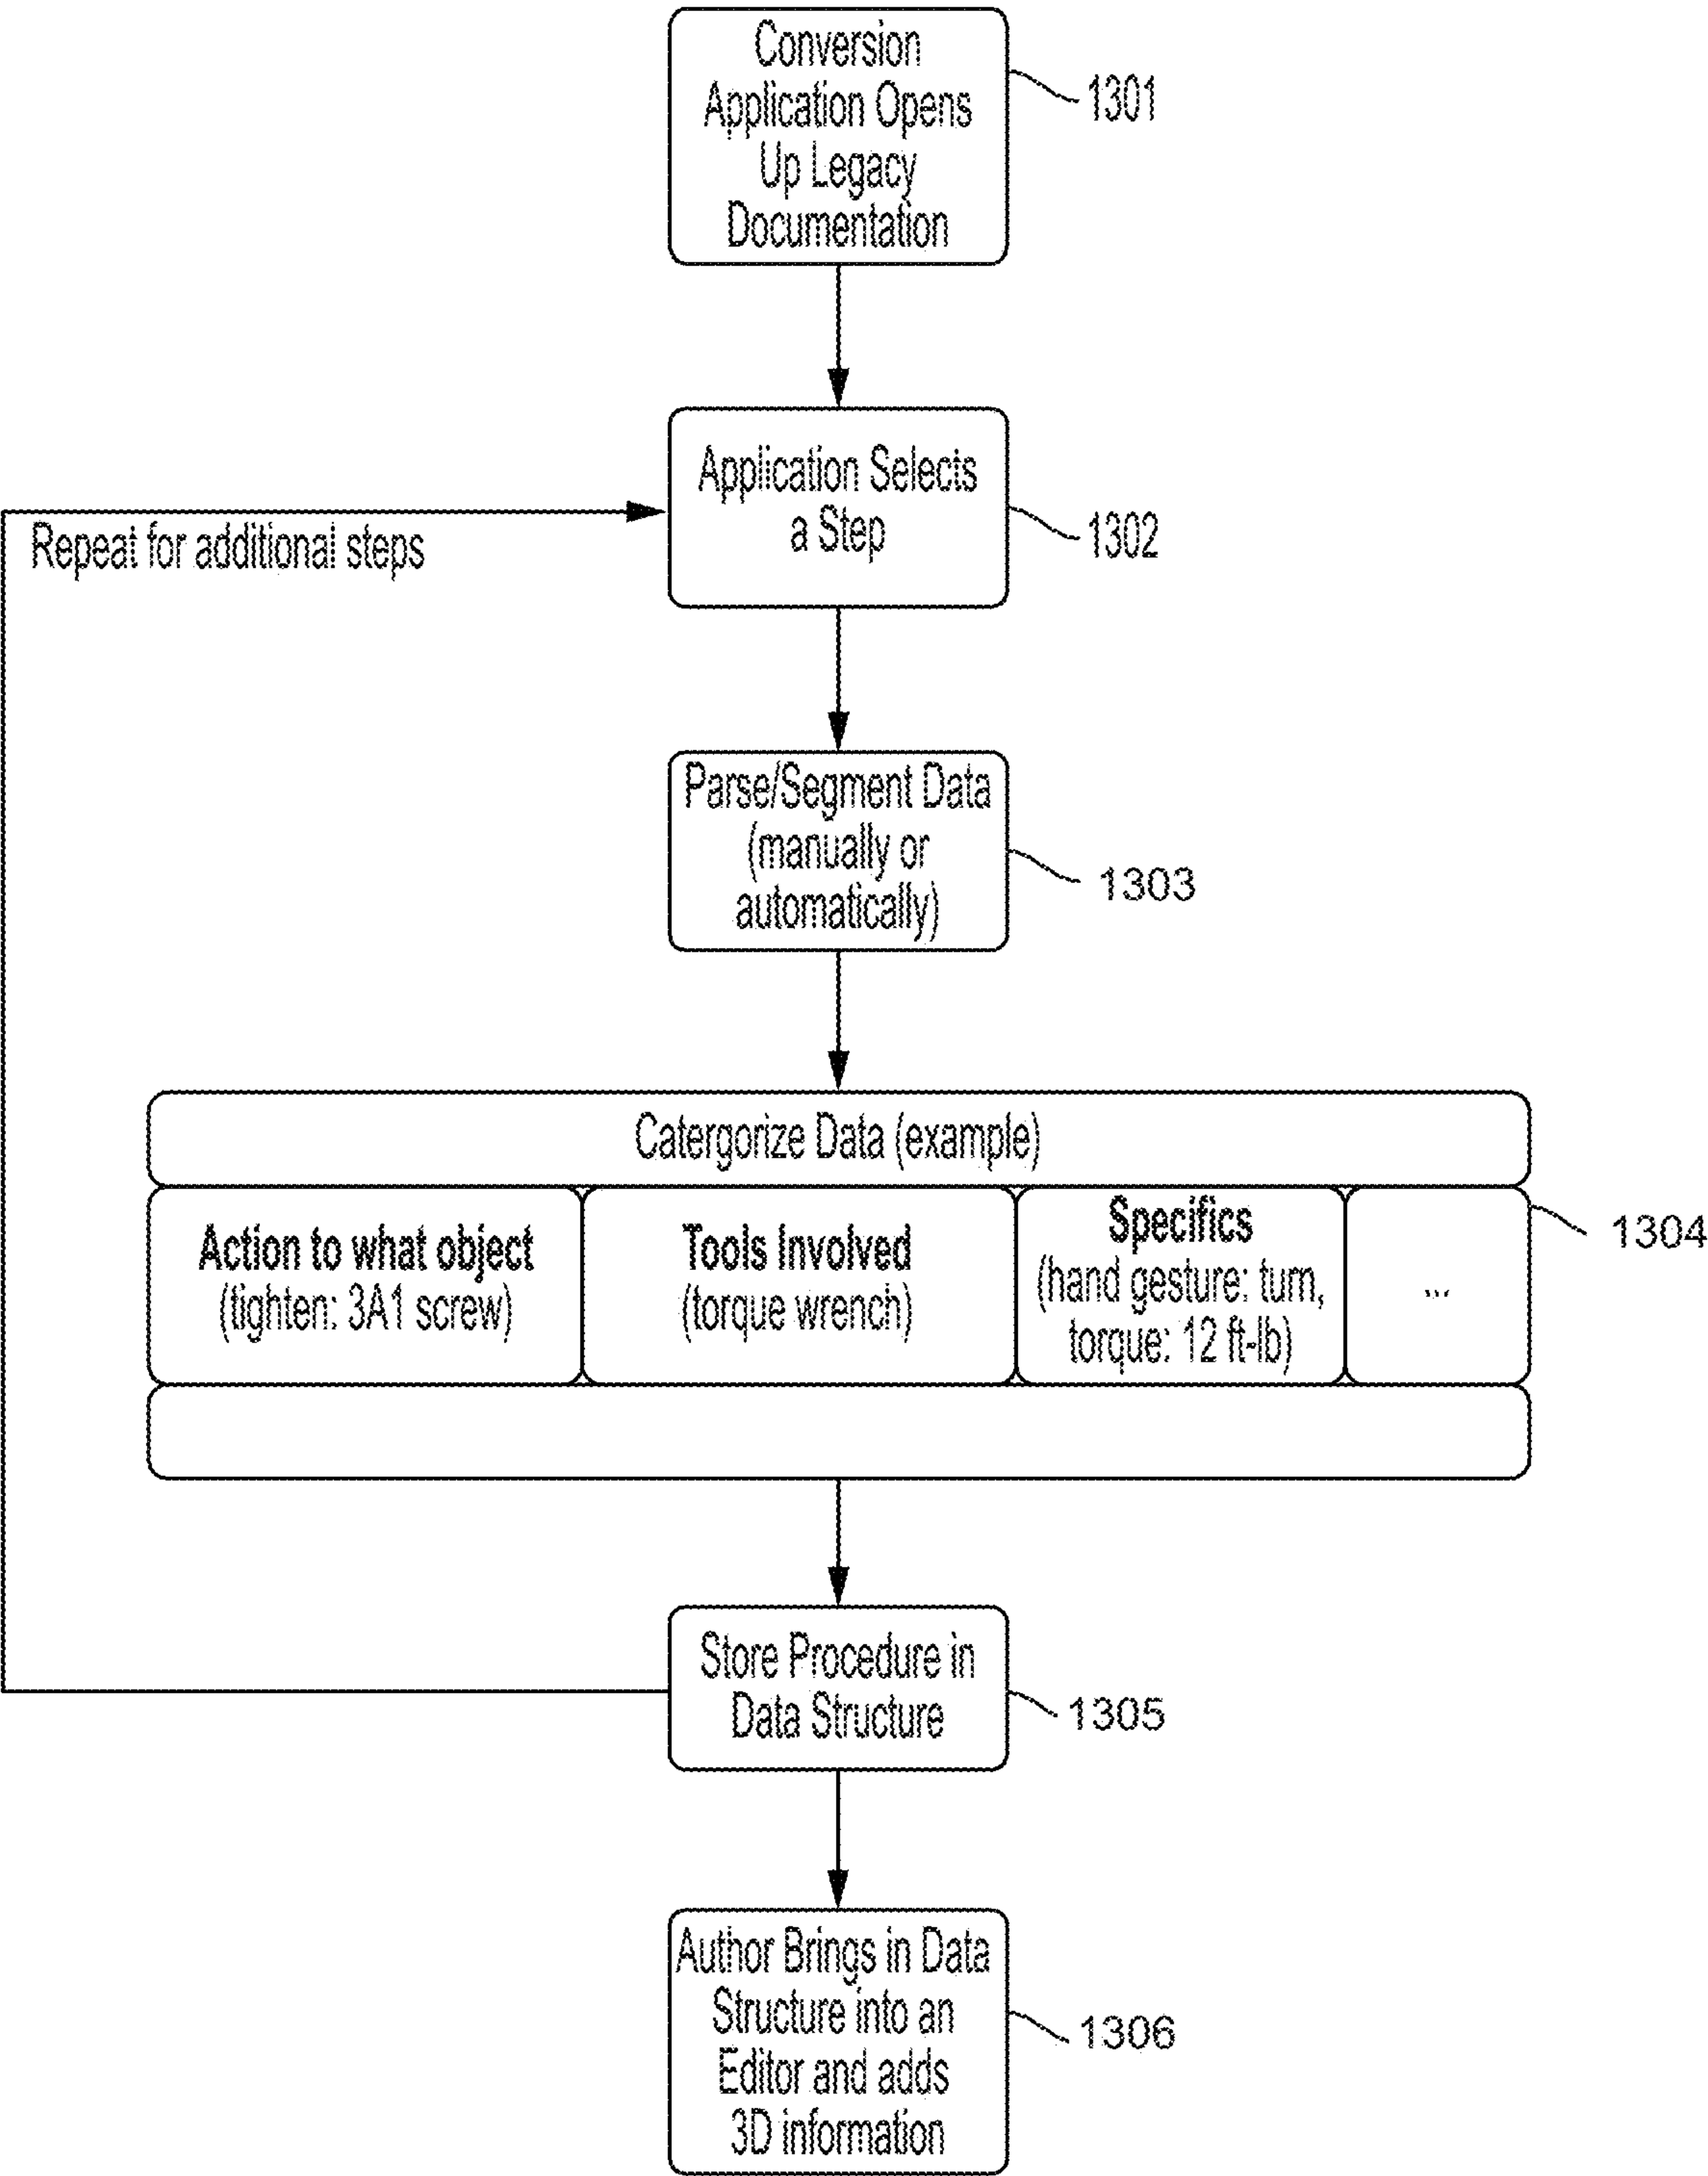 Conversion
Application Opens
Up Legacy
Documentation
1301
Application Selects
a Step
1302
Repeat for additional steps
Parse/Segment Data
(manually or
automatically)
1303
Catergorize Data (example)
Action to what object
(tighten: 3A1 screw)
Tools Involved
(torque wrench)
Specifics
(hand gesture: turn,
torque: 12 ft-lb)
...
1304
Store Procedure in
Data Structure
1305
Author Brings in Data
Structure into an
Editor and adds
3D information
1306